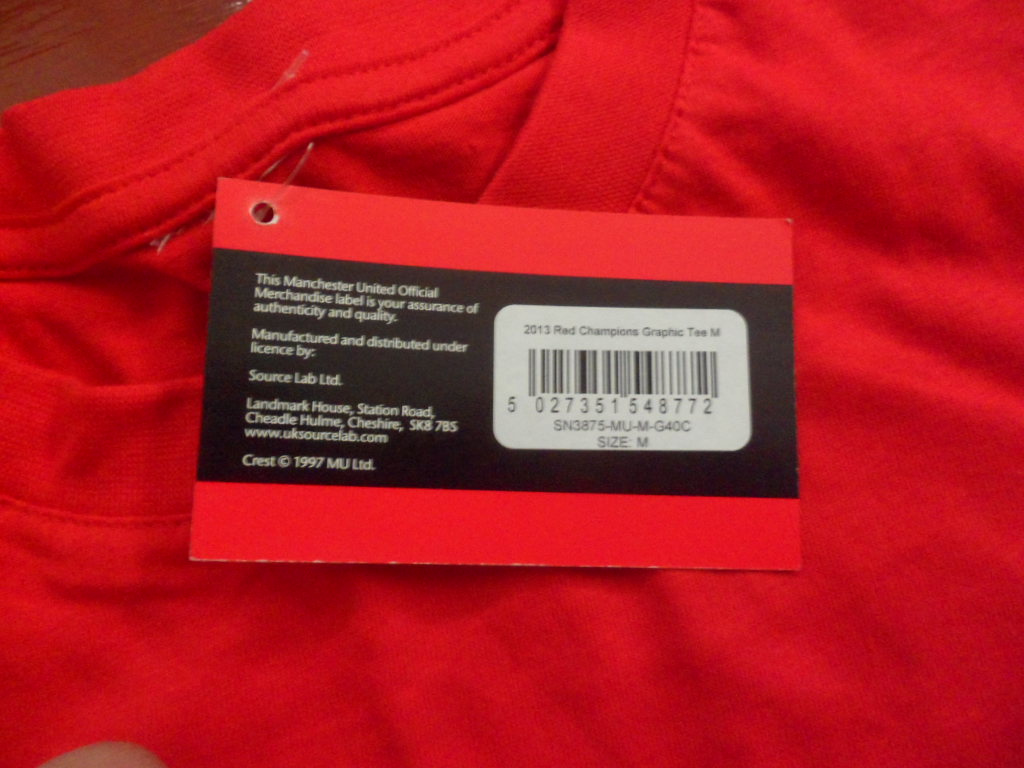 This Manchester United Official
Merchandise label is your assurance of
authenticity and quality.
Manufactured and distributed under
licence by:
Source Lab Ltd.
Landmark House, Station Road,
Cheadle Hulme, Cheshire, SK8 7BS
www.uksourcelab.com
Crest © 1997 MU Ltd.
2013 Red Champions Graphic Tee M
5 027351 548772
SN3875-MU-M-G40C
SIZE: M